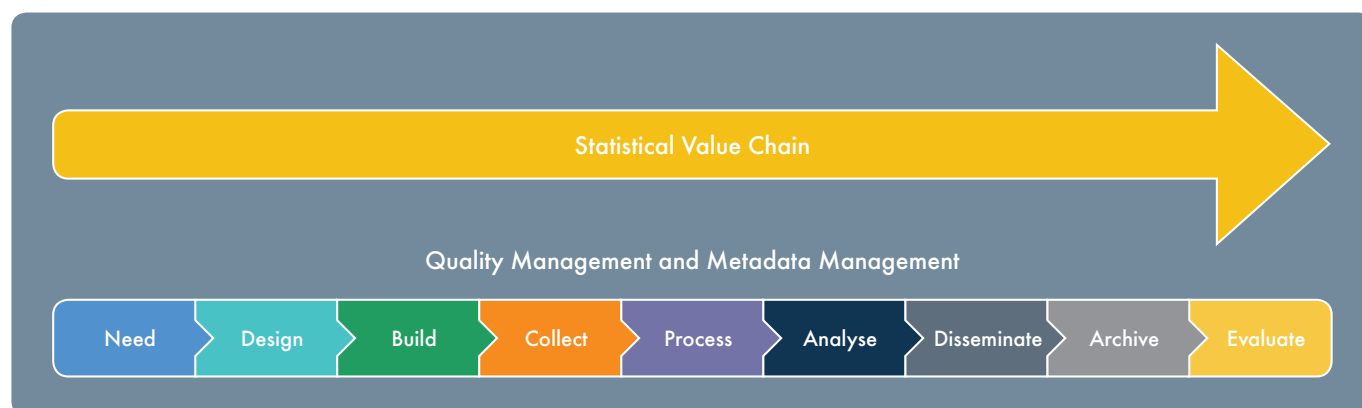 Statistical Value Chain
Quality Management and Metadata Management
Need
Design
Build
Collect
Process
Analyse
Disseminate
Archive
Evaluate